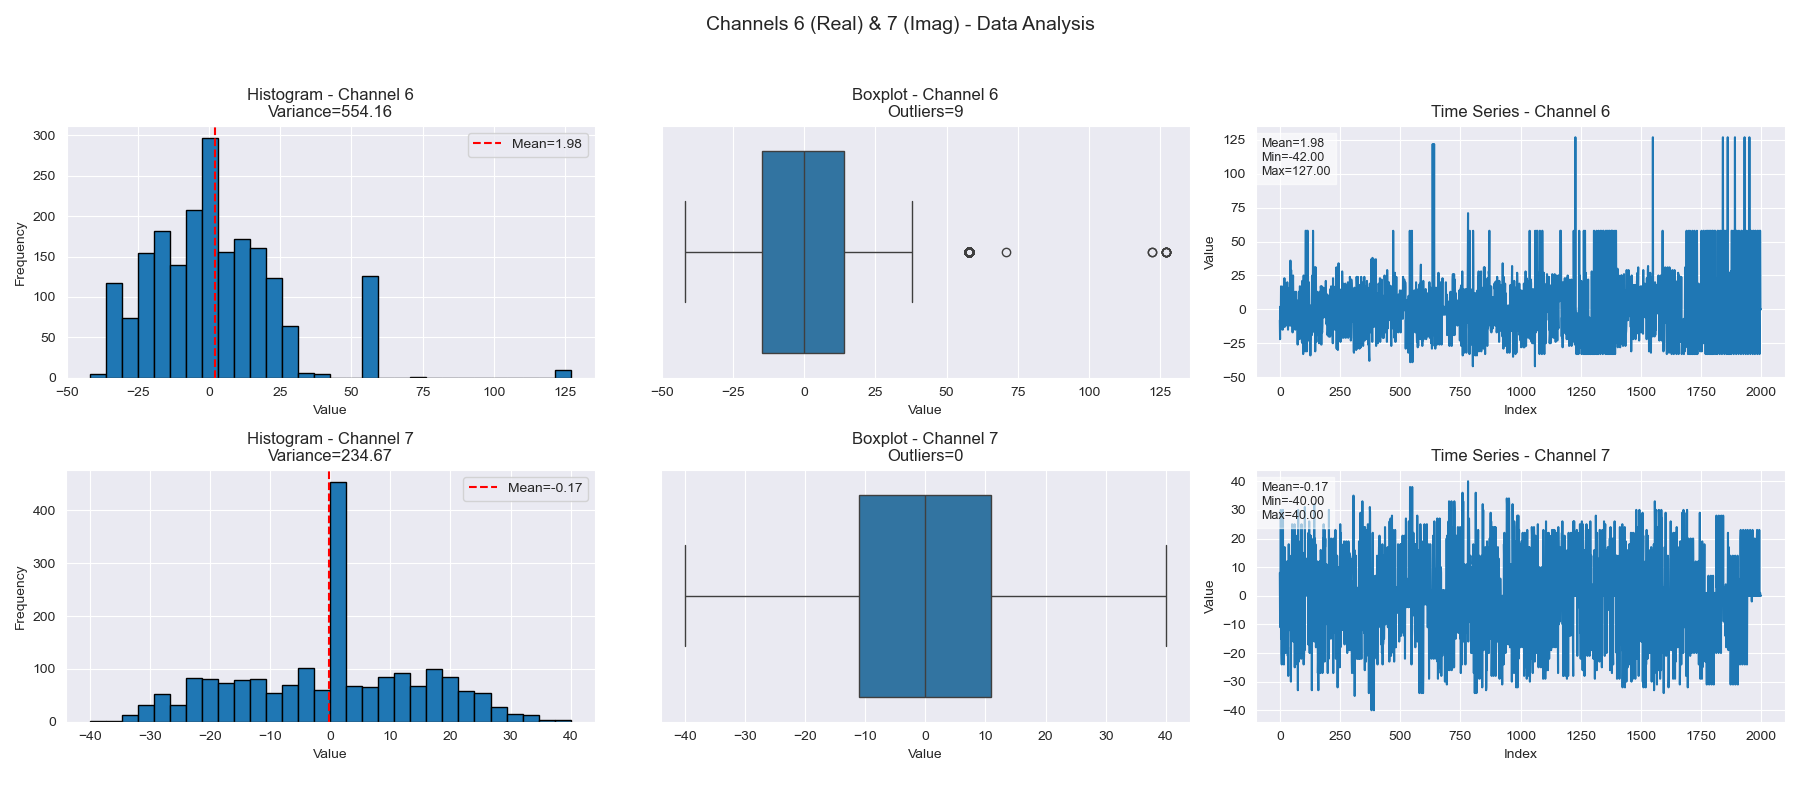 Channels 6 (Real) & 7 (Imag) - Data Analysis
Histogram - Channel 6
Variance=554.16
Mean=1.98
Frequency
300
250
200
150
100
50
0
−50 −25 0 25 50 75 100 125
Value
Boxplot - Channel 6
Outliers=9
−50 −25 0 25 50 75 100 125
Value
Time Series - Channel 6
Mean=1.98
Min=-42.00
Max=127.00
Value
125
100
75
50
25
0
−25
−50
0 250 500 750 1000 1250 1500 1750 2000
Index
Histogram - Channel 7
Variance=234.67
Mean=-0.17
Frequency
400
300
200
100
0
−40 −30 −20 −10 0 10 20 30 40
Value
Boxplot - Channel 7
Outliers=0
−40 −30 −20 −10 0 10 20 30 40
Value
Time Series - Channel 7
Mean=-0.17
Min=-40.00
Max=40.00
Value
40
30
20
10
0
−10
−20
−30
−40
0 250 500 750 1000 1250 1500 1750 2000
Index